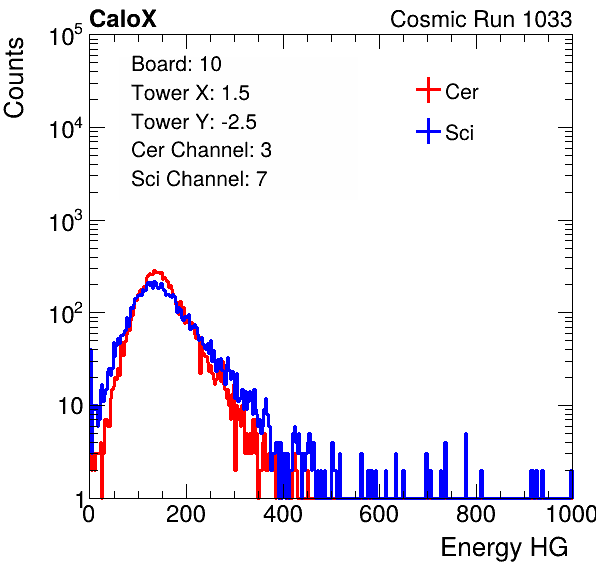 CaloX Cosmic Run 1033
Counts
10^5
10^4
10^3
10^2
10
1
Board: 10
Tower X: 1.5
Tower Y: -2.5
Cer Channel: 3
Sci Channel: 7
Cer
Sci
0 200 400 600 800 1000
Energy HG